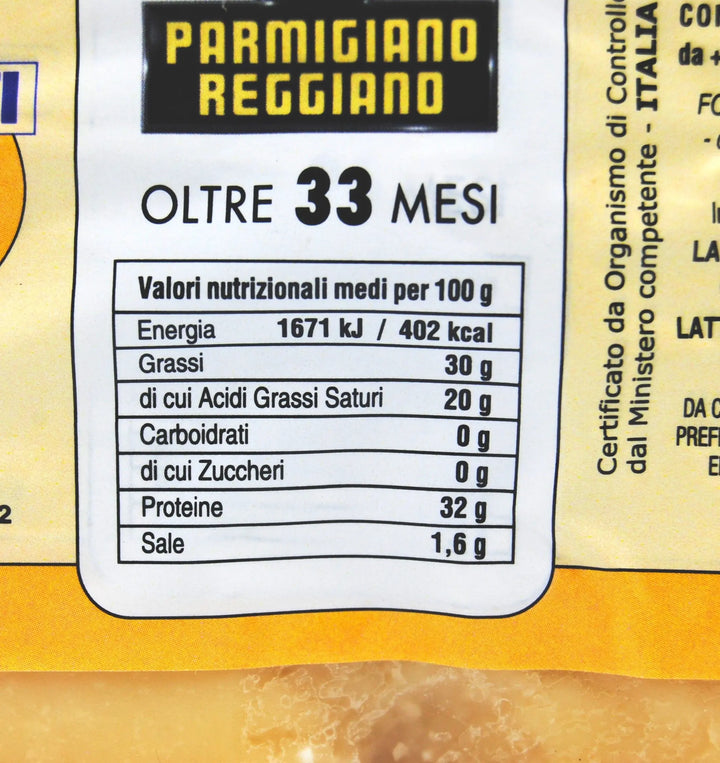 PARMIGIANO
REGGIANO
OLTRE 33 MESI
Valori nutrizionali medi per 100 g
Energia 1671 kJ / 402 kcal
Grassi 30 g
di cui Acidi Grassi Saturi 20 g
Carboidrati 0 g
di cui Zuccheri 0 g
Proteine 32 g
Sale 1,6 g
Certificato da Organismo di Controllo
dal Ministero competente - ITALIA
da +
2